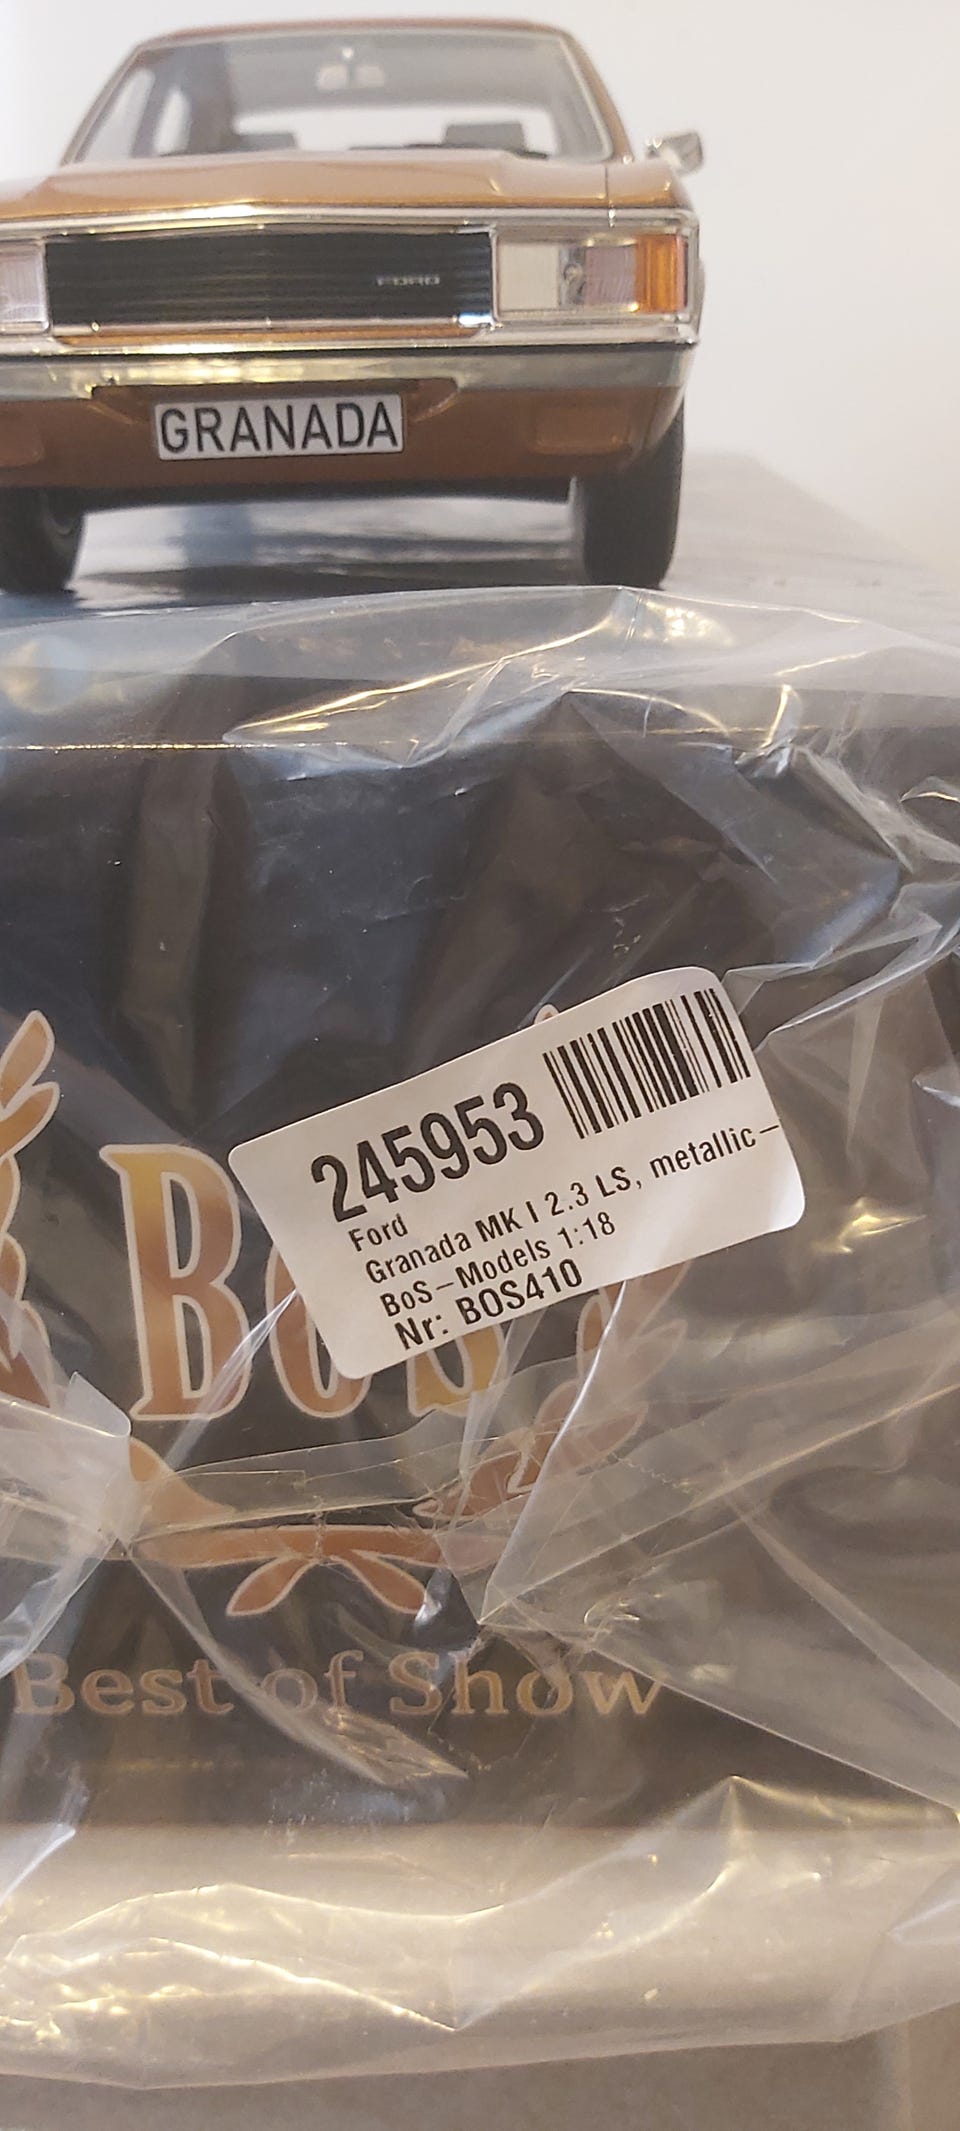 FORD
GRANADA
245953
Ford
Granada MK I 2.3 LS, metallic-
BoS-Models 1:18
Nr: BOS410
BoS
Best of Show